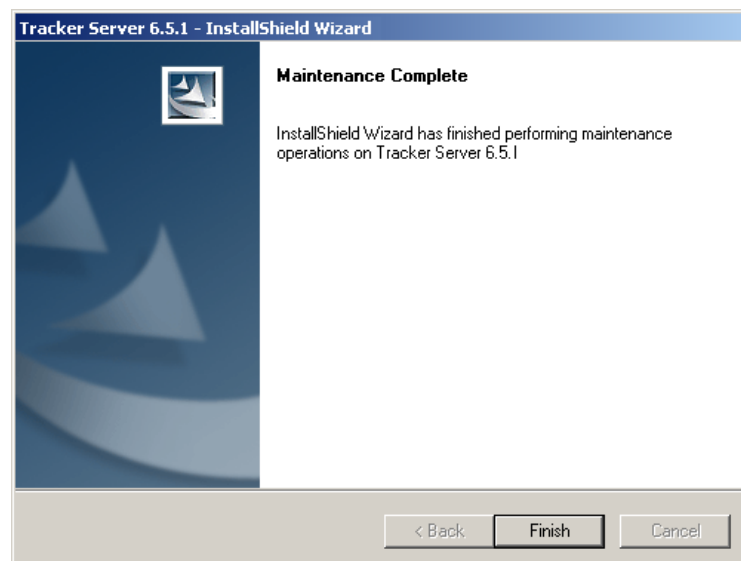 Tracker Server 6.5.1 - InstallShield Wizard
Maintenance Complete
InstallShield Wizard has finished performing maintenance
operations on Tracker Server 6.5.1
< Back
Finish
Cancel